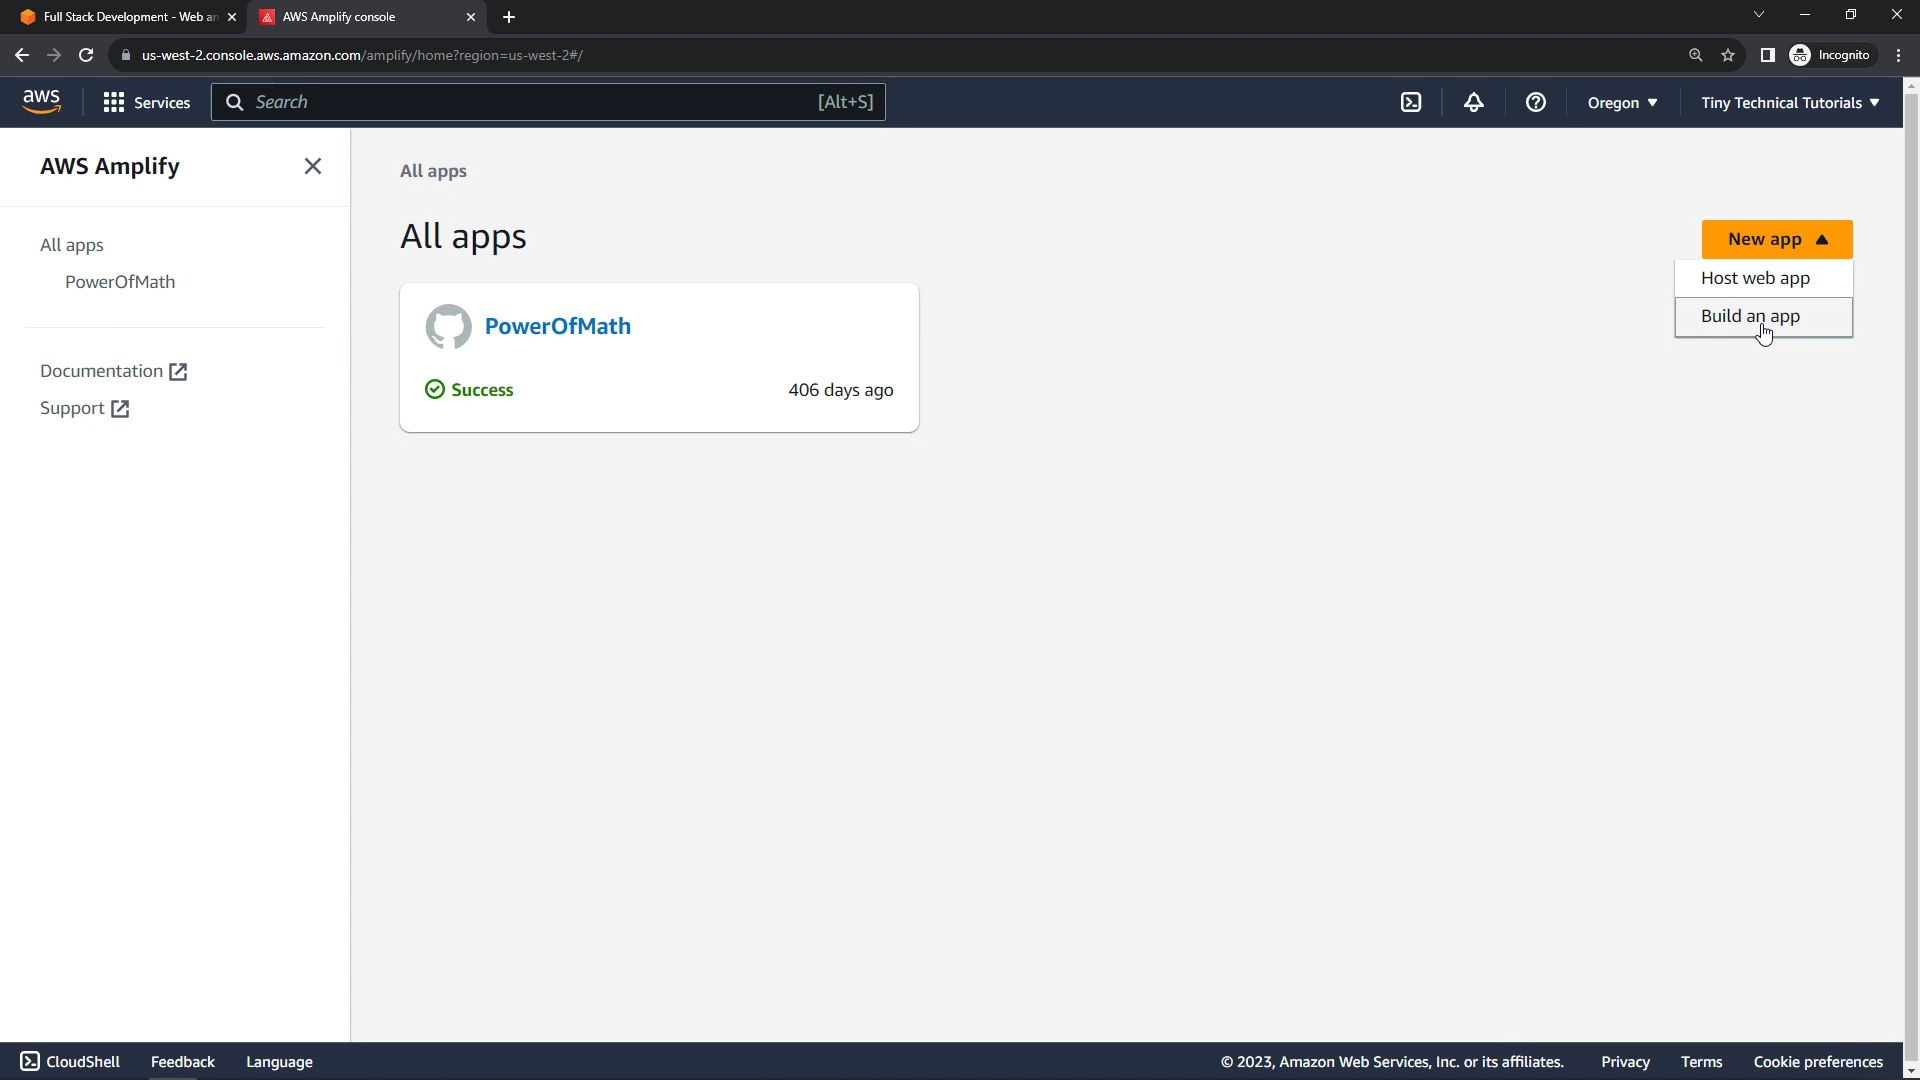 Full Stack Development - Web an
AWS Amplify console
us-west-2.console.aws.amazon.com/amplify/home?region=us-west-2#/
Incognito
aws
Services
Search
[Alt+S]
Oregon
Tiny Technical Tutorials
AWS Amplify
All apps
PowerOfMath
Documentation
Support
All apps
All apps
New app
Host web app
Build an app
PowerOfMath
Success
406 days ago
CloudShell
Feedback
Language
© 2023, Amazon Web Services, Inc. or its affiliates.
Privacy
Terms
Cookie preferences